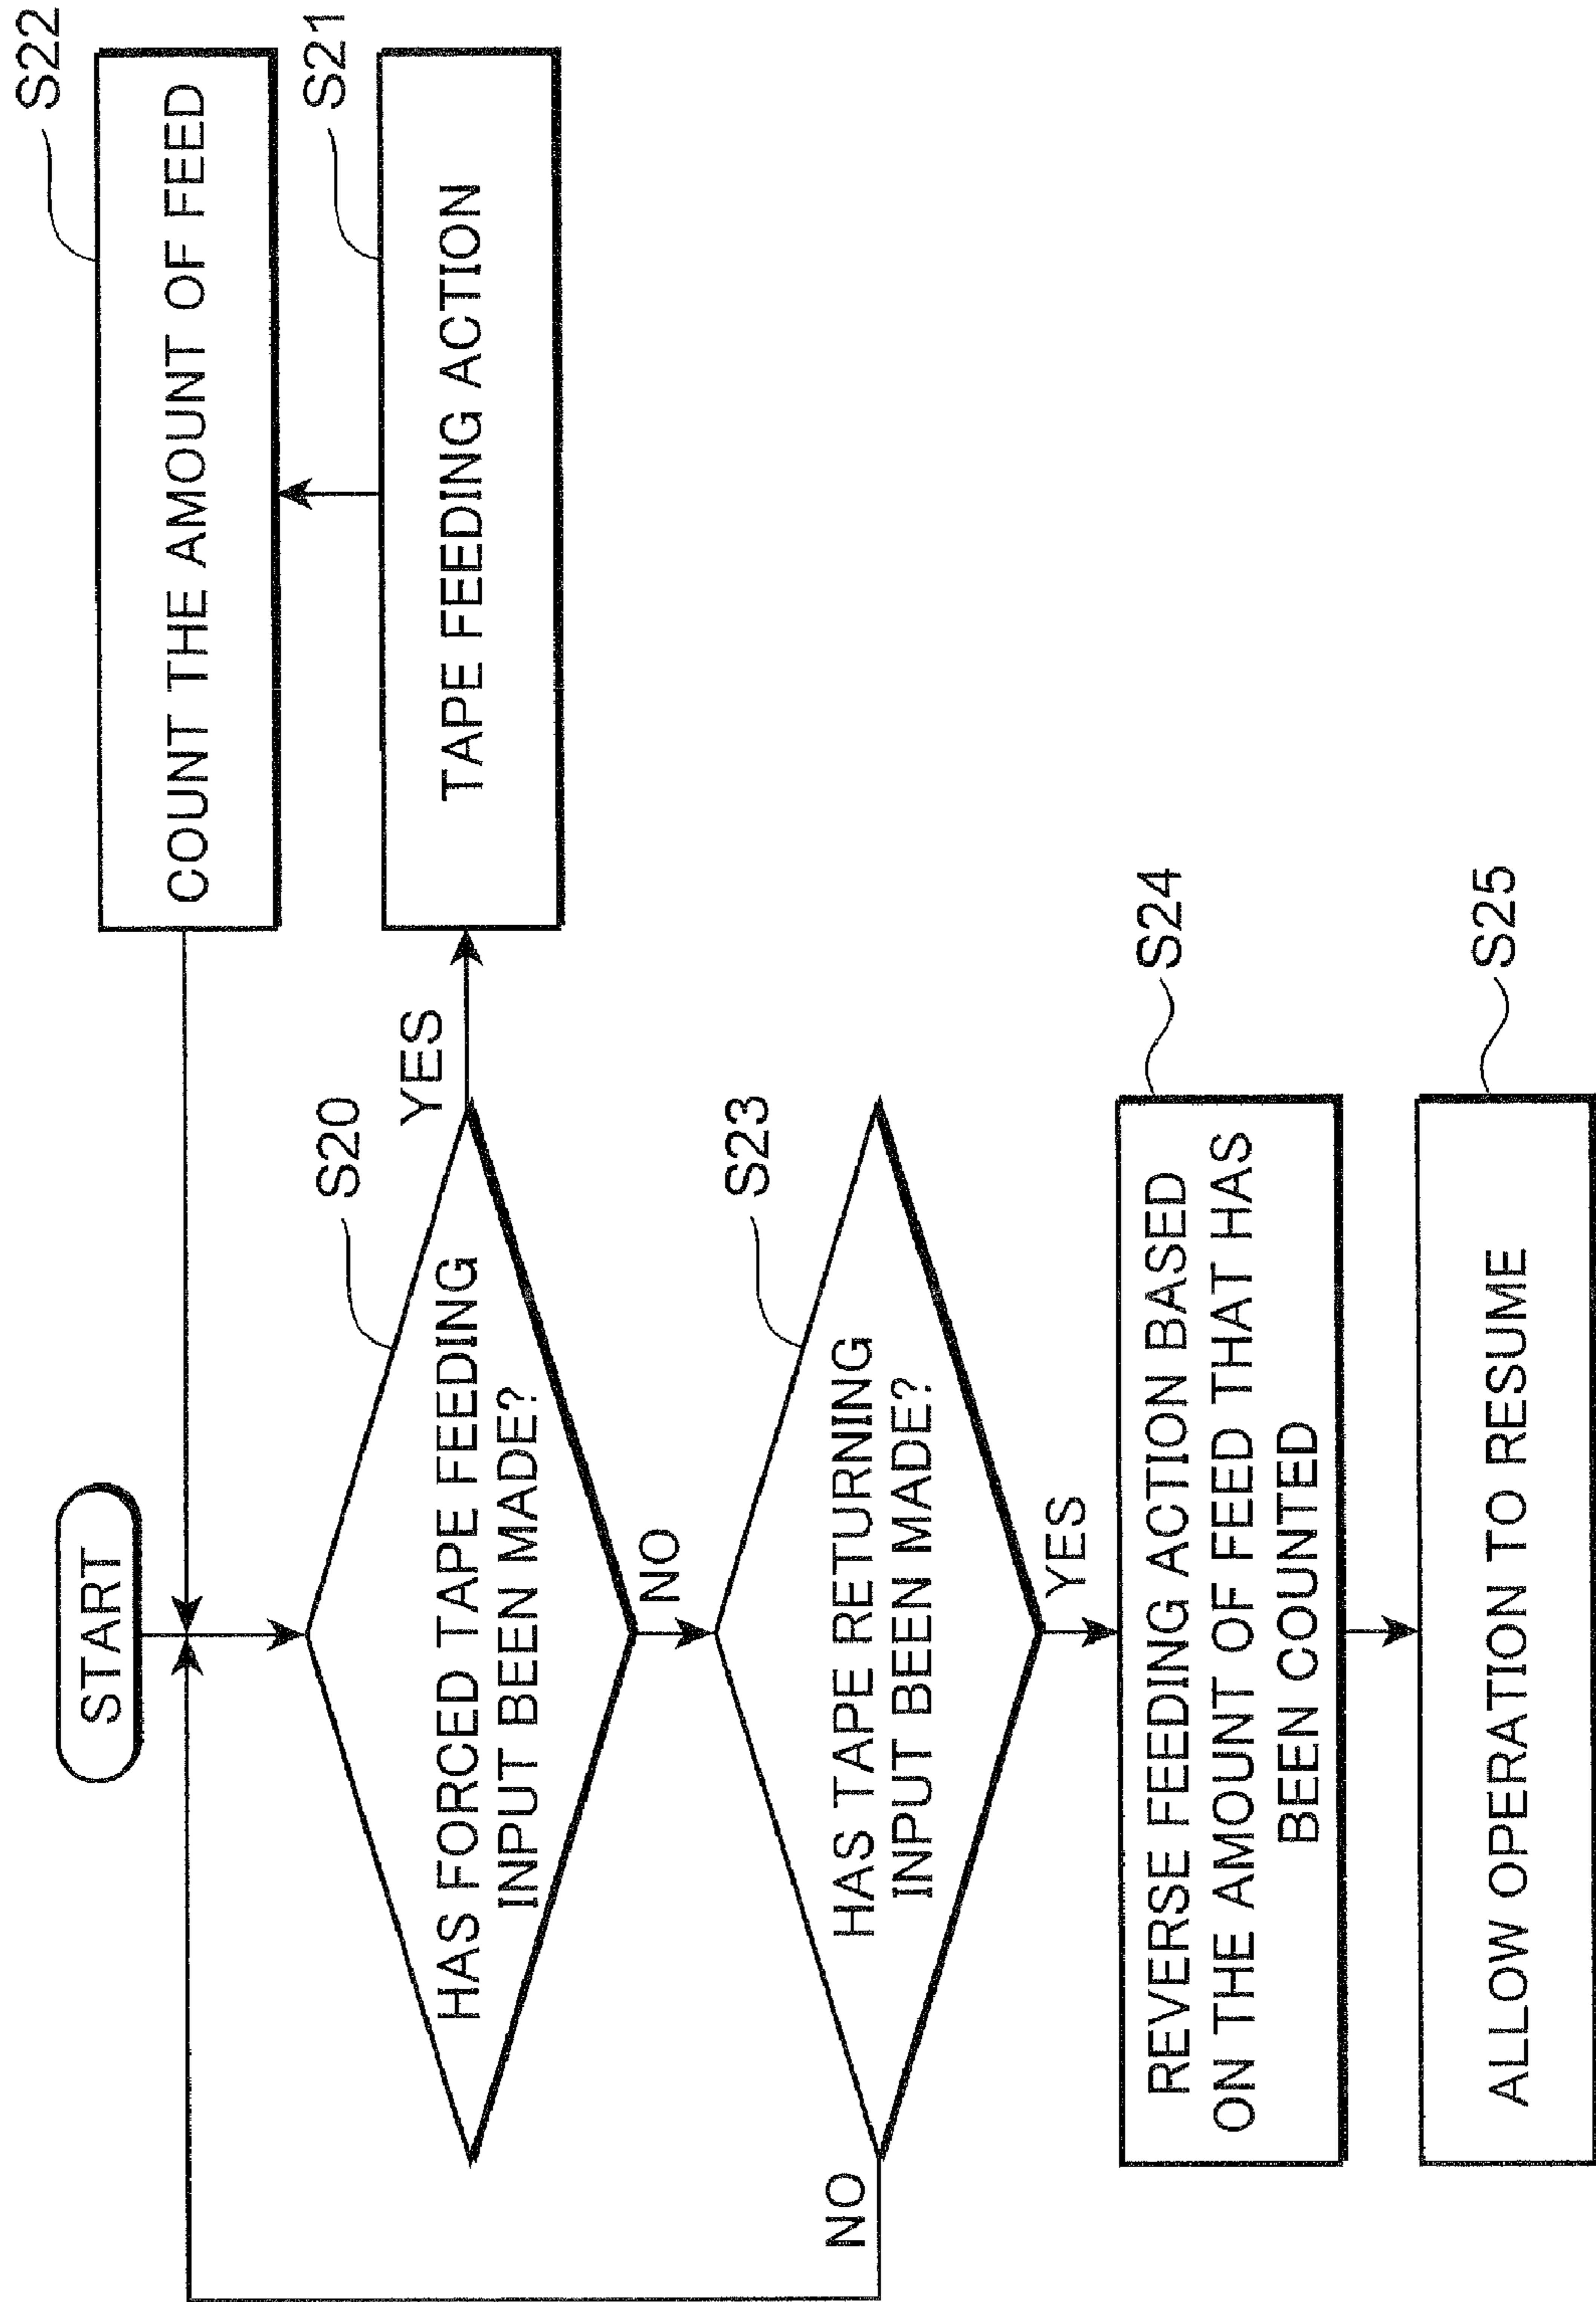 START
S22
COUNT THE AMOUNT OF FEED
S20
HAS FORCED TAPE FEEDING
INPUT BEEN MADE?
YES
S21
TAPE FEEDING ACTION
NO
S23
HAS TAPE RETURNING
INPUT BEEN MADE?
NO
YES
S24
REVERSE FEEDING ACTION BASED
ON THE AMOUNT OF FEED THAT HAS
BEEN COUNTED
S25
ALLOW OPERATION TO RESUME